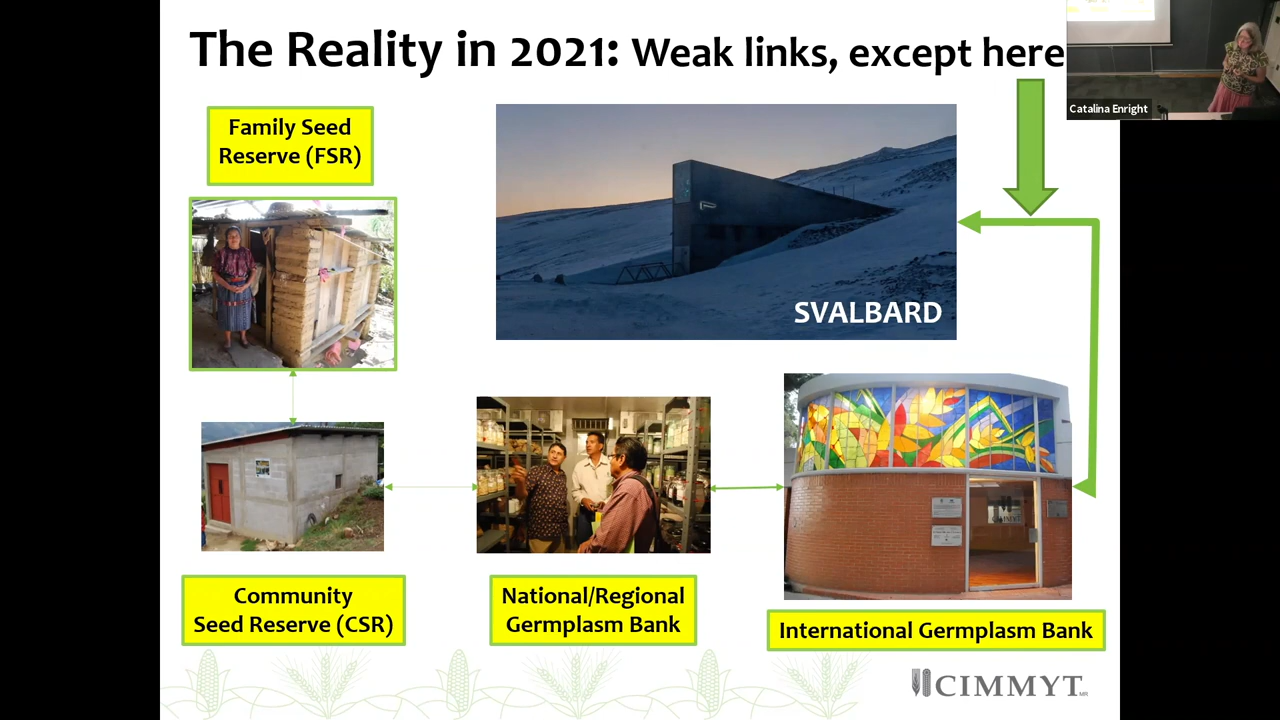 The Reality in 2021: Weak links, except here
Catalina Enright
Family Seed
Reserve (FSR)
SVALBARD
Community
Seed Reserve (CSR)
National/Regional
Germplasm Bank
International Germplasm Bank
CIMMYT
MR